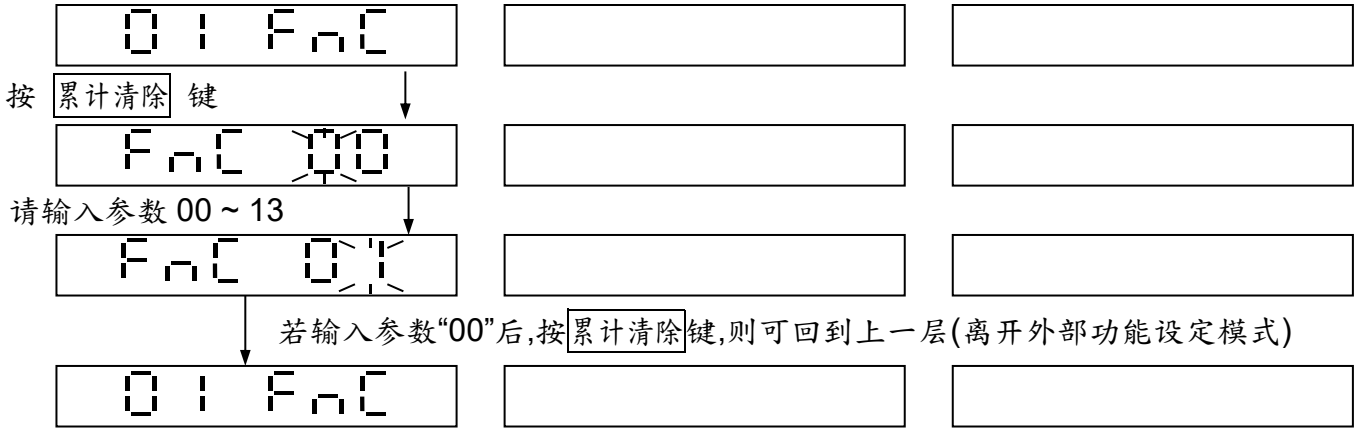 01 FnC
按 累计清除 键
FnC 00
请输入参数 00 ~ 13
FnC 01
若输入参数“00”后,按累计清除键,则可回到上一层(离开外部功能设定模式)
01 FnC